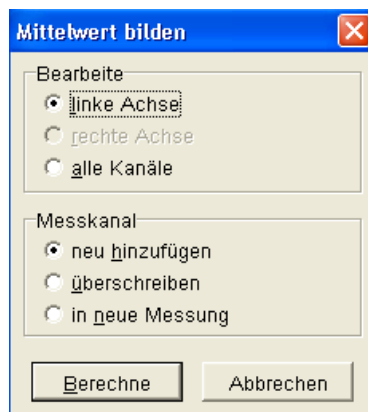 Mittelwert bilden
Bearbeite
linke Achse
rechte Achse
alle Kanäle
Messkanal
neu hinzufügen
überschreiben
in neue Messung
Berechne
Abbrechen